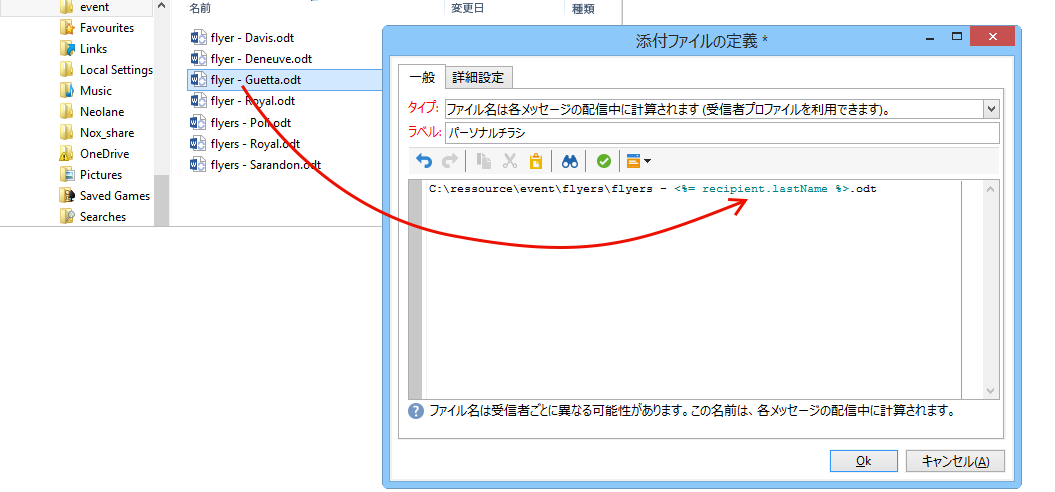 event
Favourites
Links
Local Settings
Music
Neolane
Nox_share
OneDrive
Pictures
Saved Games
Searches
名前 変更日 種類
flyer - Davis.odt
flyer - Deneuve.odt
flyer - Guetta.odt
flyer - Royal.odt
flyers - Poli.odt
flyers - Royal.odt
flyers - Sarandon.odt
添付ファイルの定義 *
一般 詳細設定
タイプ: ファイル名は各メッセージの配信中に計算されます (受信者プロファイルを利用できます)。
ラベル: パーソナルチラシ
C:\ressource\event\flyers\flyers - <%= recipient.lastName %>.odt
? ファイル名は受信者ごとに異なる可能性があります。この名前は、各メッセージの配信中に計算されます。
Ok キャンセル(A)